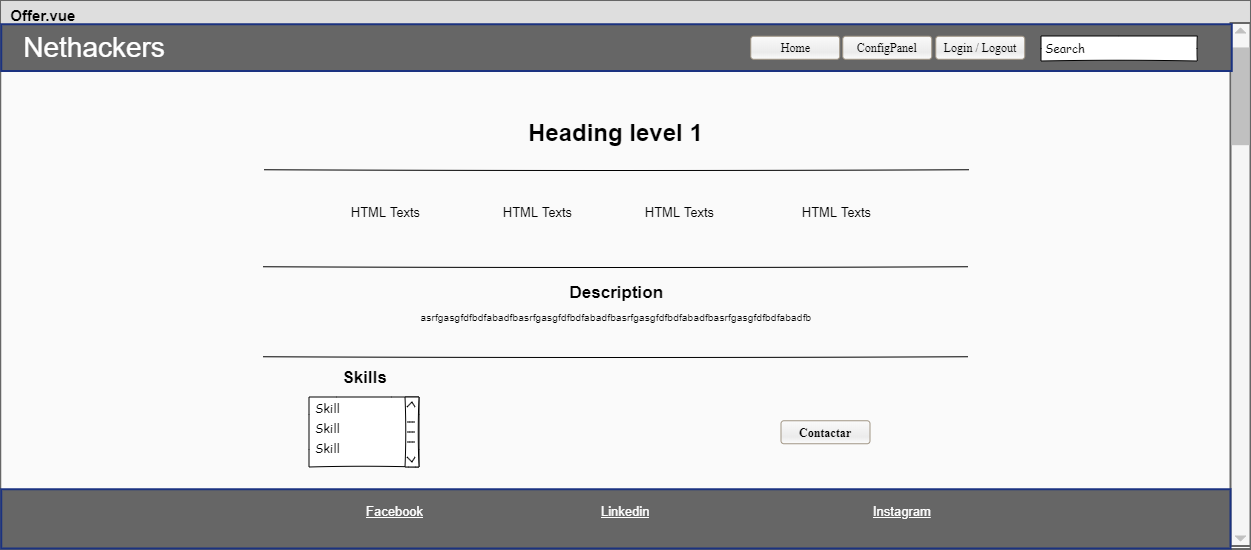 Offer.vue
Nethackers
Home ConfigPanel Login / Logout Search
Heading level 1
HTML Texts HTML Texts HTML Texts HTML Texts
Description
asrfgasgfdfbdfabadfbasrfgasgfdfbdfabadfbasrfgasgfdfbdfabadfbasrfgasgfdfbdfabadfb
Skills
Skill
Skill
Skill
Contactar
Facebook Linkedin Instagram